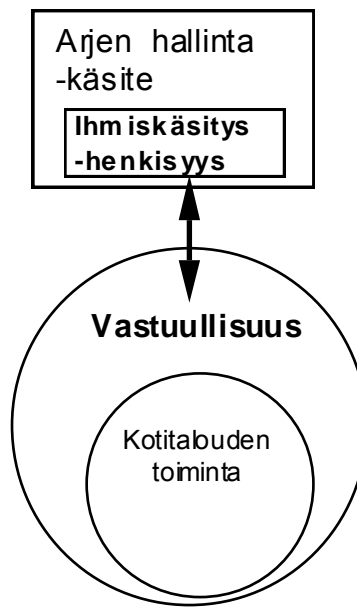 Arjen hallinta
-käsite
Ihmiskäsitys
-henkisyys
Vastuullisuus
Kotitalouden
toiminta